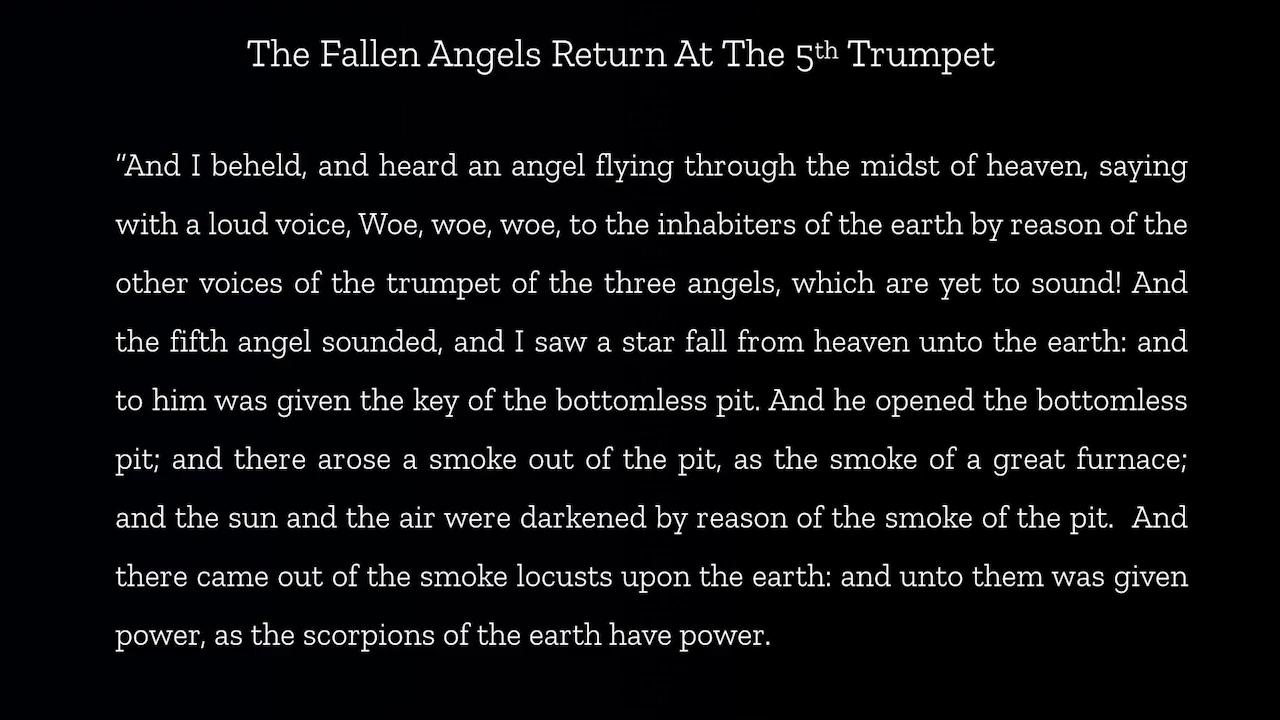 The Fallen Angels Return At The 5th Trumpet
"And I beheld, and heard an angel flying through the midst of heaven, saying
with a loud voice, Woe, woe, woe, to the inhabiters of the earth by reason of the
other voices of the trumpet of the three angels, which are yet to sound! And
the fifth angel sounded, and I saw a star fall from heaven unto the earth: and
to him was given the key of the bottomless pit. And he opened the bottomless
pit; and there arose a smoke out of the pit, as the smoke of a great furnace;
and the sun and the air were darkened by reason of the smoke of the pit.  And
there came out of the smoke locusts upon the earth: and unto them was given
power, as the scorpions of the earth have power.